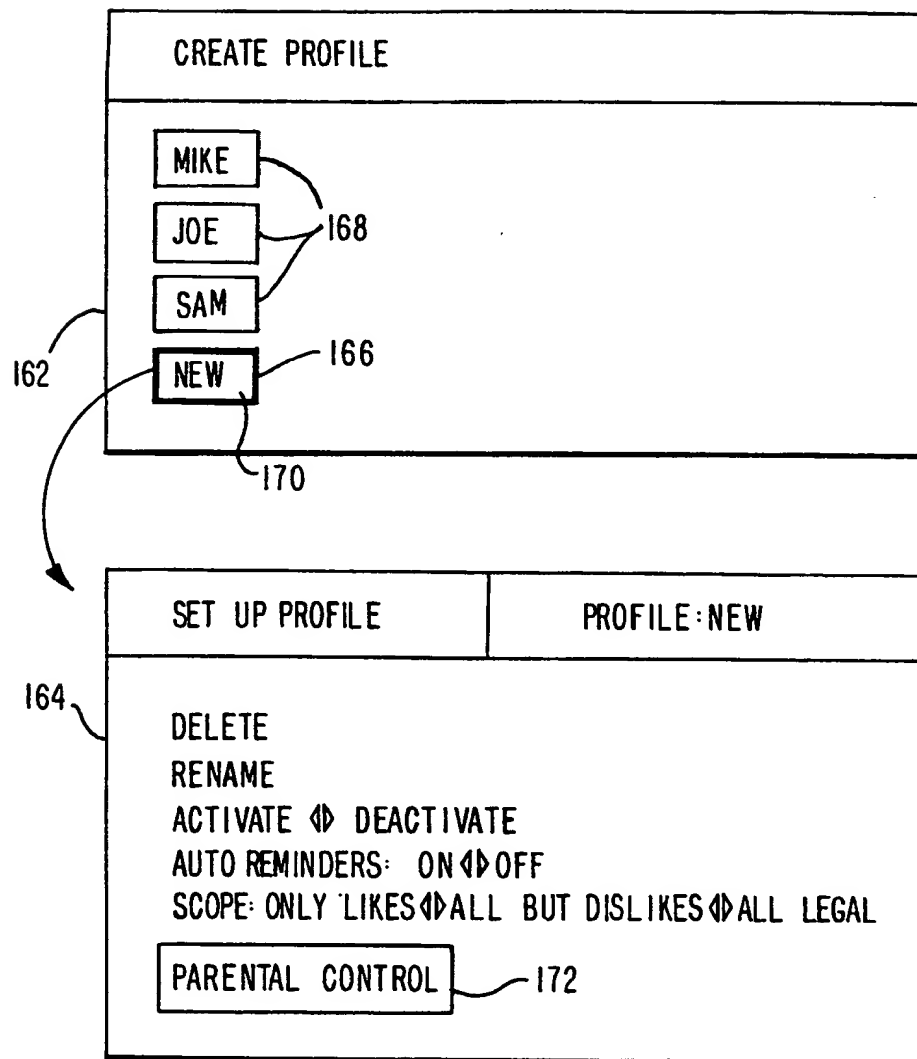 CREATE PROFILE
MIKE
JOE
168
SAM
162
NEW
166
170
SET UP PROFILE PROFILE:NEW
164
DELETE
RENAME
ACTIVATE DEACTIVATE
AUTO REMINDERS: ON OFF
SCOPE: ONLY LIKES ALL BUT DISLIKES ALL LEGAL
PARENTAL CONTROL 172